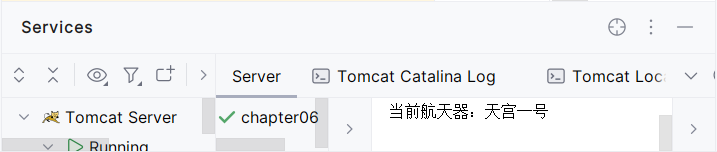 Services
Server
Tomcat Catalina Log
Tomcat Loc
Tomcat Server
chapter06
当前航天器：天宫一号
Running